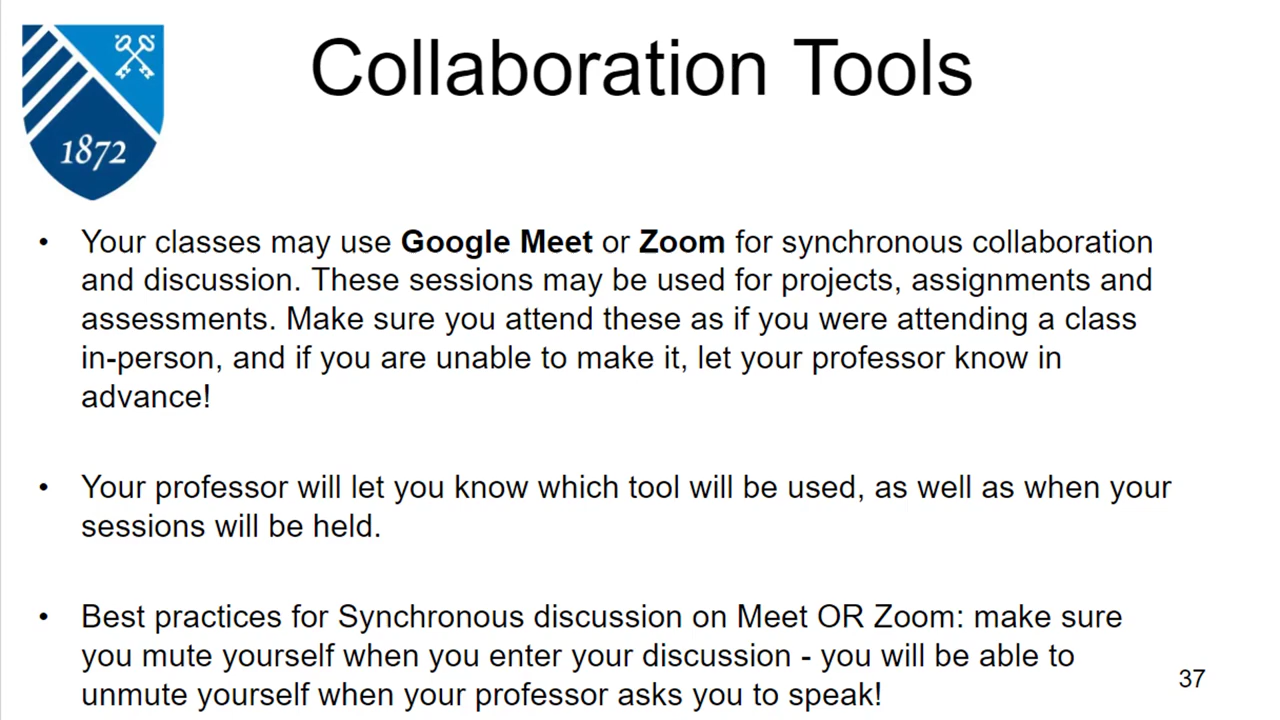 1872
Collaboration Tools
• Your classes may use Google Meet or Zoom for synchronous collaboration
and discussion. These sessions may be used for projects, assignments and
assessments. Make sure you attend these as if you were attending a class
in-person, and if you are unable to make it, let your professor know in
advance!
• Your professor will let you know which tool will be used, as well as when your
sessions will be held.
• Best practices for Synchronous discussion on Meet OR Zoom: make sure
you mute yourself when you enter your discussion - you will be able to
unmute yourself when your professor asks you to speak!
37